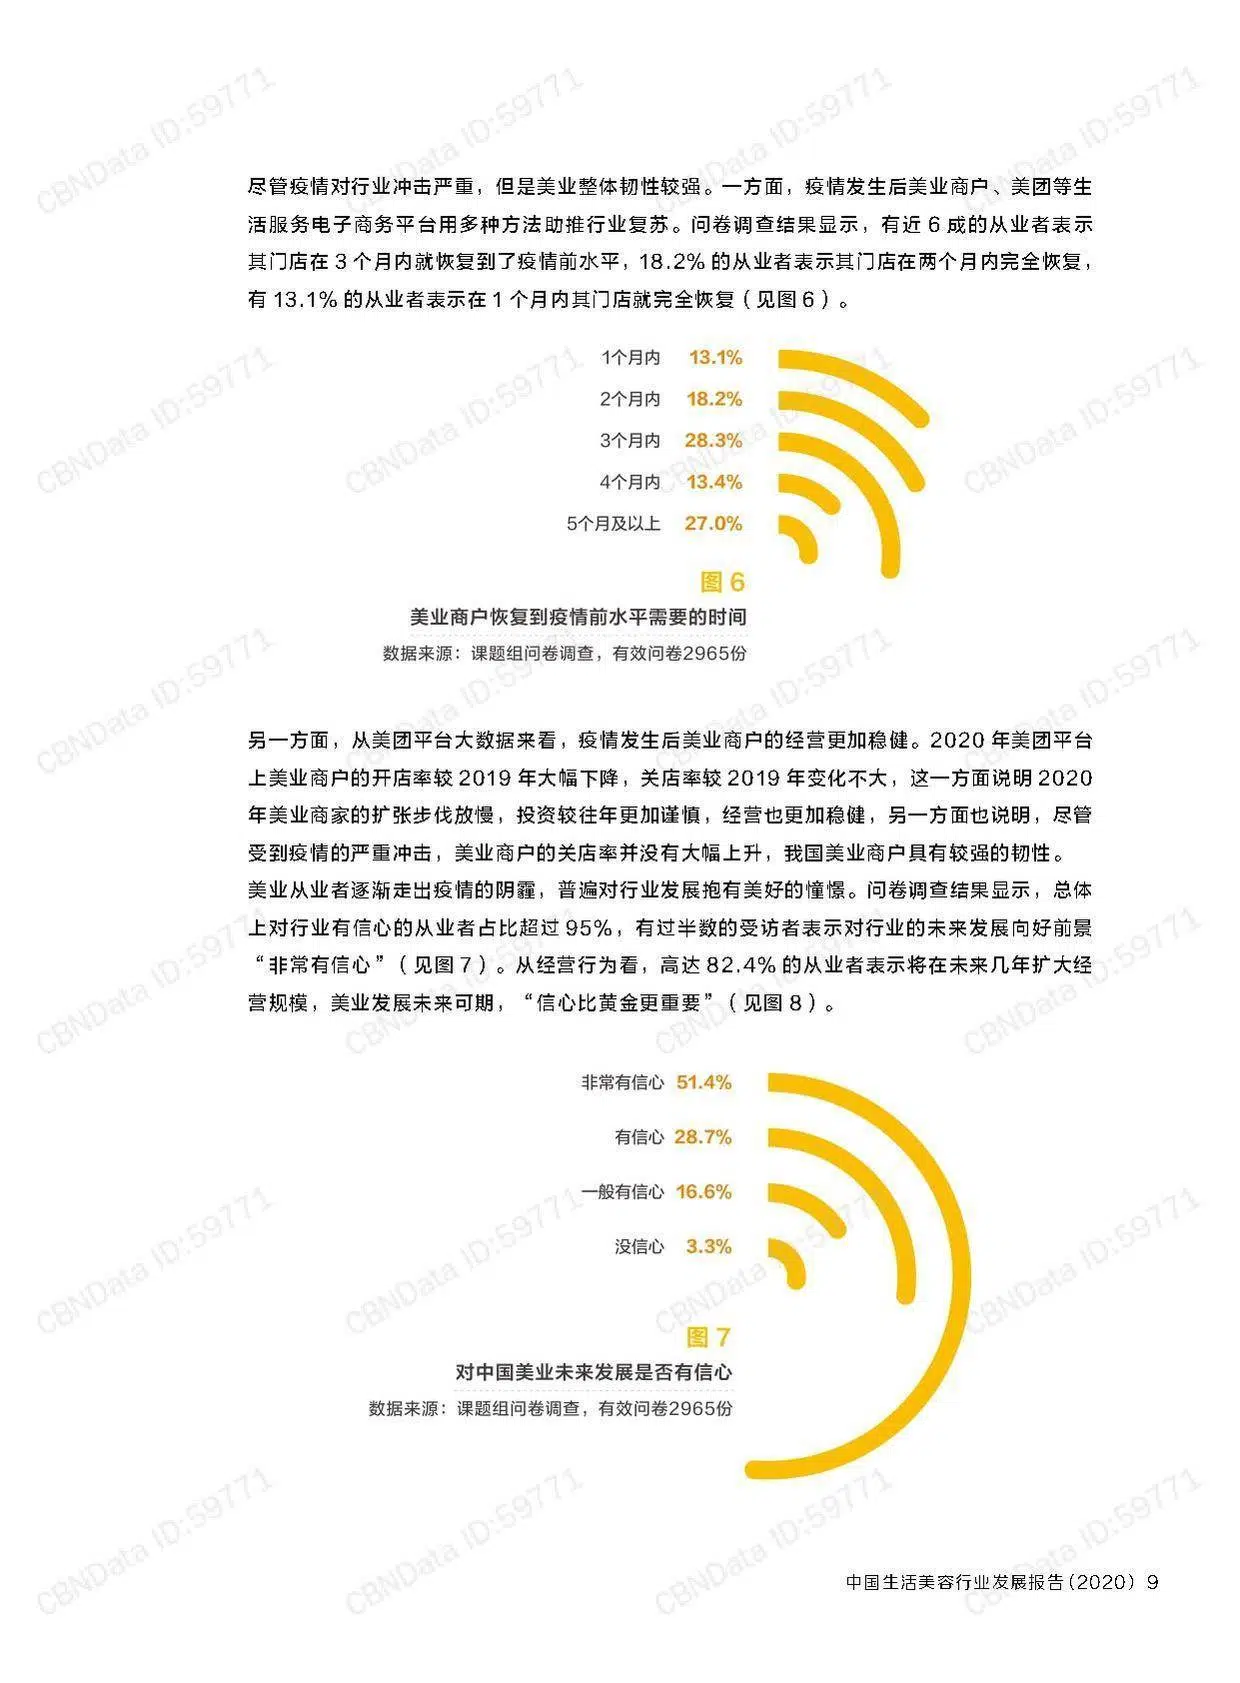 尽管疫情对行业冲击严重，但是美业整体韧性较强。一方面，疫情发生后美业商户、美团等生
活服务电子商务平台用多种方法助推行业复苏。问卷调查结果显示，有近 6 成的从业者表示
其门店在 3 个月内就恢复到了疫情前水平，18.2% 的从业者表示其门店在两个月内完全恢复，
有 13.1% 的从业者表示在 1 个月内其门店就完全恢复（见图 6）。
1个月内 13.1%
2个月内 18.2%
3个月内 28.3%
4个月内 13.4%
5个月及以上 27.0%
图 6
美业商户恢复到疫情前水平需要的时间
数据来源：课题组问卷调查，有效问卷2965份
另一方面，从美团平台大数据来看，疫情发生后美业商户的经营更加稳健。2020 年美团平台
上美业商户的开店率较 2019 年大幅下降，关店率较 2019 年变化不大，这一方面说明 2020
年美业商家的扩张步伐放慢，投资较往年更加谨慎，经营也更加稳健，另一方面也说明，尽管
受到疫情的严重冲击，美业商户的关店率并没有大幅上升，我国美业商户具有较强的韧性。
美业从业者逐渐走出疫情的阴霾，普遍对行业发展抱有美好的憧憬。问卷调查结果显示，总体
上对行业有信心的从业者占比超过 95%，有过半数的受访者表示对行业的未来发展向好前景
“非常有信心”（见图 7）。从经营行为看，高达 82.4% 的从业者表示将在未来几年扩大经
营规模，美业发展未来可期，“信心比黄金更重要”（见图 8）。
非常有信心 51.4%
有信心 28.7%
一般有信心 16.6%
没信心 3.3%
图 7
对中国美业未来发展是否有信心
数据来源：课题组问卷调查，有效问卷2965份
中国生活美容行业发展报告(2020) 9
CBNData ID:59771